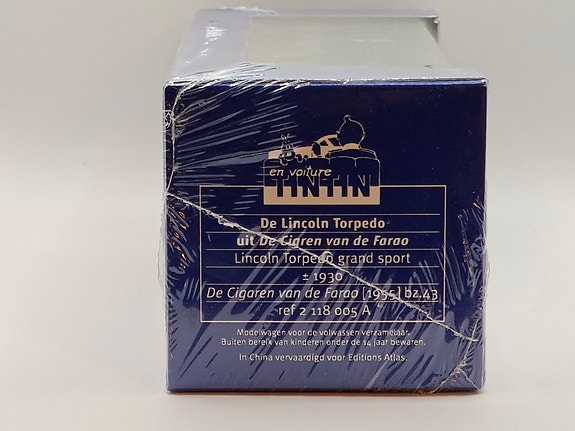 en voiture
TINTIN
De Lincoln Torpedo
uit De Cigaren van de Farao
Lincoln Torpedo grand sport
± 1930
De Cigaren van de Farao [1955] bz.43
ref 2 118 005 A
Modelwagen voor de volwassen verzamelaar.
Buiten bereik van kinderen onder de 14 jaar bewaren.
In China vervaardigd voor Editions Atlas.